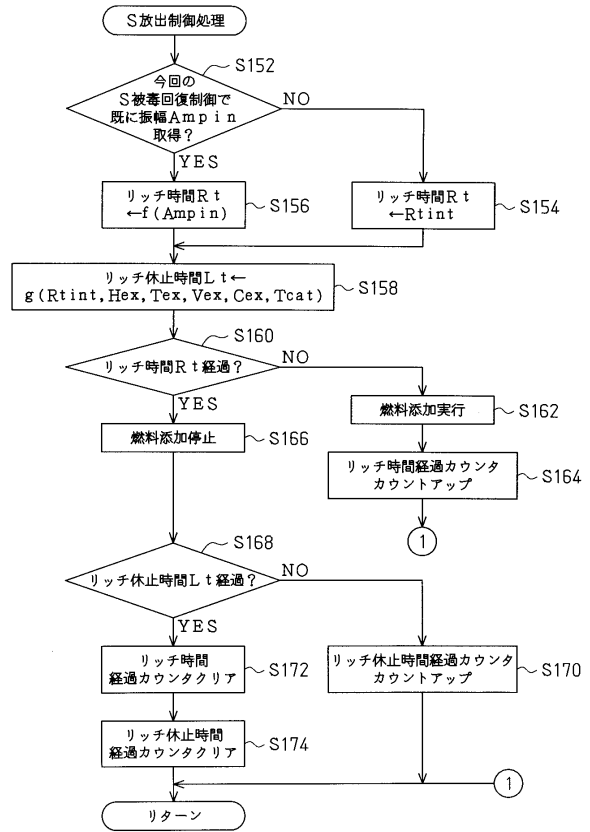 S放出制御処理
S152
今回の
S被毒回復制御で
既に振幅Ampin
取得？
NO
YES
リッチ時間Rt
←f(Ampin)
S156
リッチ時間Rt
←Rtint
S154
リッチ休止時間Lt←
g(Rtint,Hex,Tex,Vex,Cex,Tcat)
S158
S160
リッチ時間Rt経過？
NO
YES
燃料添加実行
S162
燃料添加停止
S166
リッチ時間経過カウンタ
カウントアップ
S164
1
S168
リッチ休止時間Lt経過？
NO
YES
リッチ時間
経過カウンタクリア
S172
リッチ休止時間経過カウンタ
カウントアップ
S170
リッチ休止時間
経過カウンタクリア
S174
1
リターン